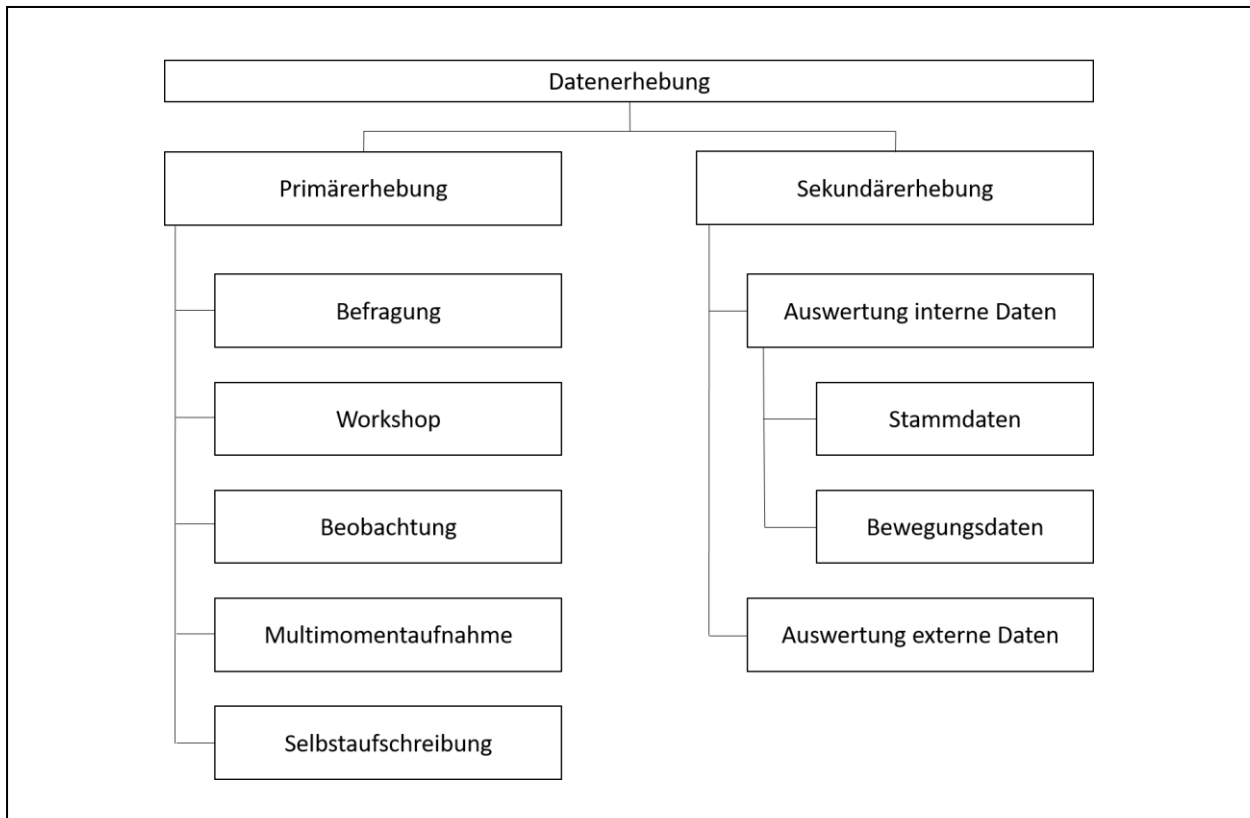 Datenerhebung
Primärerhebung
Befragung
Workshop
Beobachtung
Multimomentaufnahme
Selbstaufschreibung
Sekundärerhebung
Auswertung interne Daten
Stammdaten
Bewegungsdaten
Auswertung externe Daten